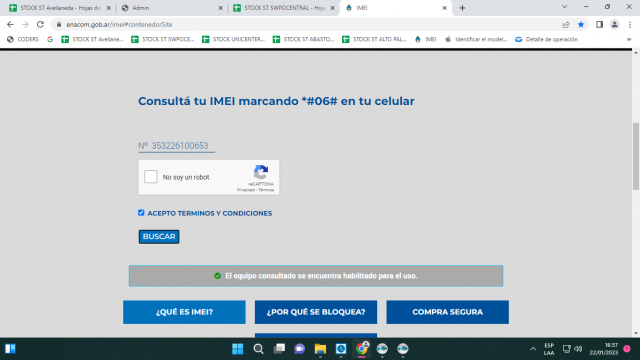 STOCK ST Avellaneda - Hojas de
Admin
STOCK ST SWPOCENTRAL - Hoj
IMEI
enacom.gob.ar/imei#contenedorSite
CODERS
STOCK ST Avellane...
STOCK ST SWPOCE...
STOCK UNICENTER...
STOCK ST ABASTO...
STOCK ST ALTO PAL...
IMEI
Identificar el model...
Detalle de operación
Consultá tu IMEI marcando *#06# en tu celular
Nº 353226100653
No soy un robot
reCAPTCHA
Privacidad - Términos
ACEPTO TERMINOS Y CONDICIONES
BUSCAR
El equipo consultado se encuentra habilitado para el uso.
¿QUÉ ES IMEI?
¿POR QUÉ SE BLOQUEA?
COMPRA SEGURA
ESP
LAA
16:57
22/01/2023